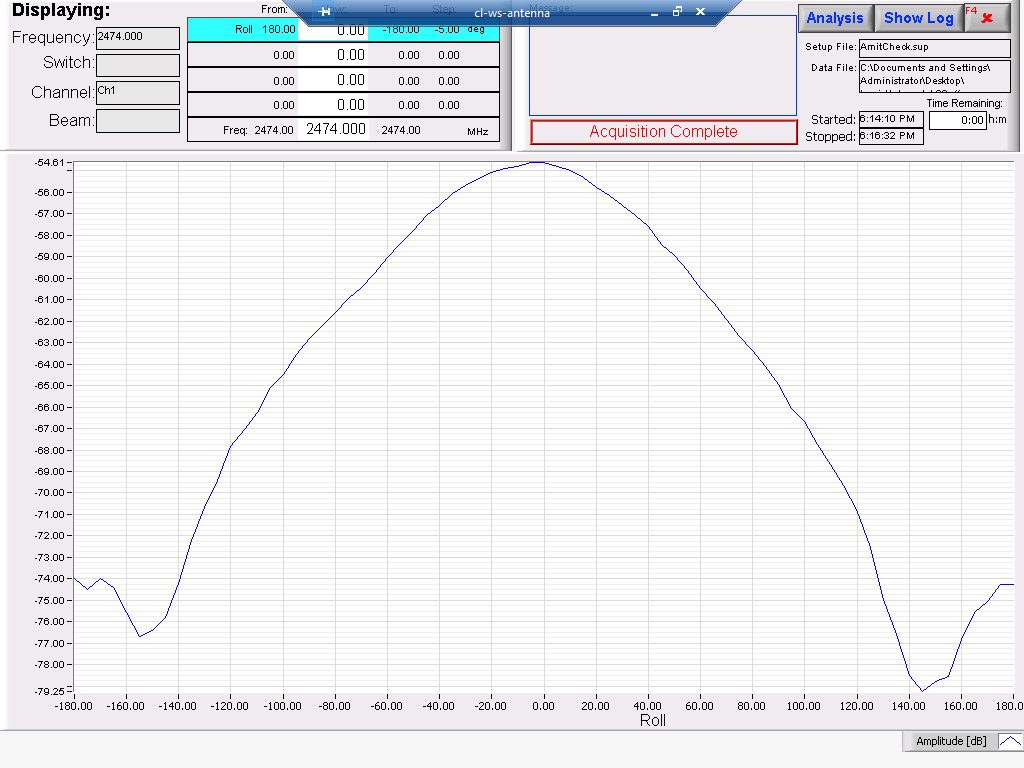 Displaying:
Frequency: 2474.000
Switch:
Channel: Ch1
Beam:
From: Step:
Roll 180.00 0.00 -180.00 -5.00 deg
0.00 0.00 0.00 0.00
0.00 0.00 0.00 0.00
0.00 0.00 0.00 0.00
Freq: 2474.00 2474.000 2474.00 MHz
cl-ws-antenna
Message:
Acquisition Complete
Analysis Show Log F4
Setup File: AmitCheck.sup
Data File: C:\Documents and Settings\
Administrator\Desktop\
Time Remaining:
0:00 h:m
Started: 6:14:10 PM
Stopped: 6:16:32 PM
-54.61
-56.00
-57.00
-58.00
-59.00
-60.00
-61.00
-62.00
-63.00
-64.00
-65.00
-66.00
-67.00
-68.00
-69.00
-70.00
-71.00
-72.00
-73.00
-74.00
-75.00
-76.00
-77.00
-78.00
-79.25
-180.00 -160.00 -140.00 -120.00 -100.00 -80.00 -60.00 -40.00 -20.00 0.00 20.00 40.00 60.00 80.00 100.00 120.00 140.00 160.00 180.0
Roll
Amplitude [dB]